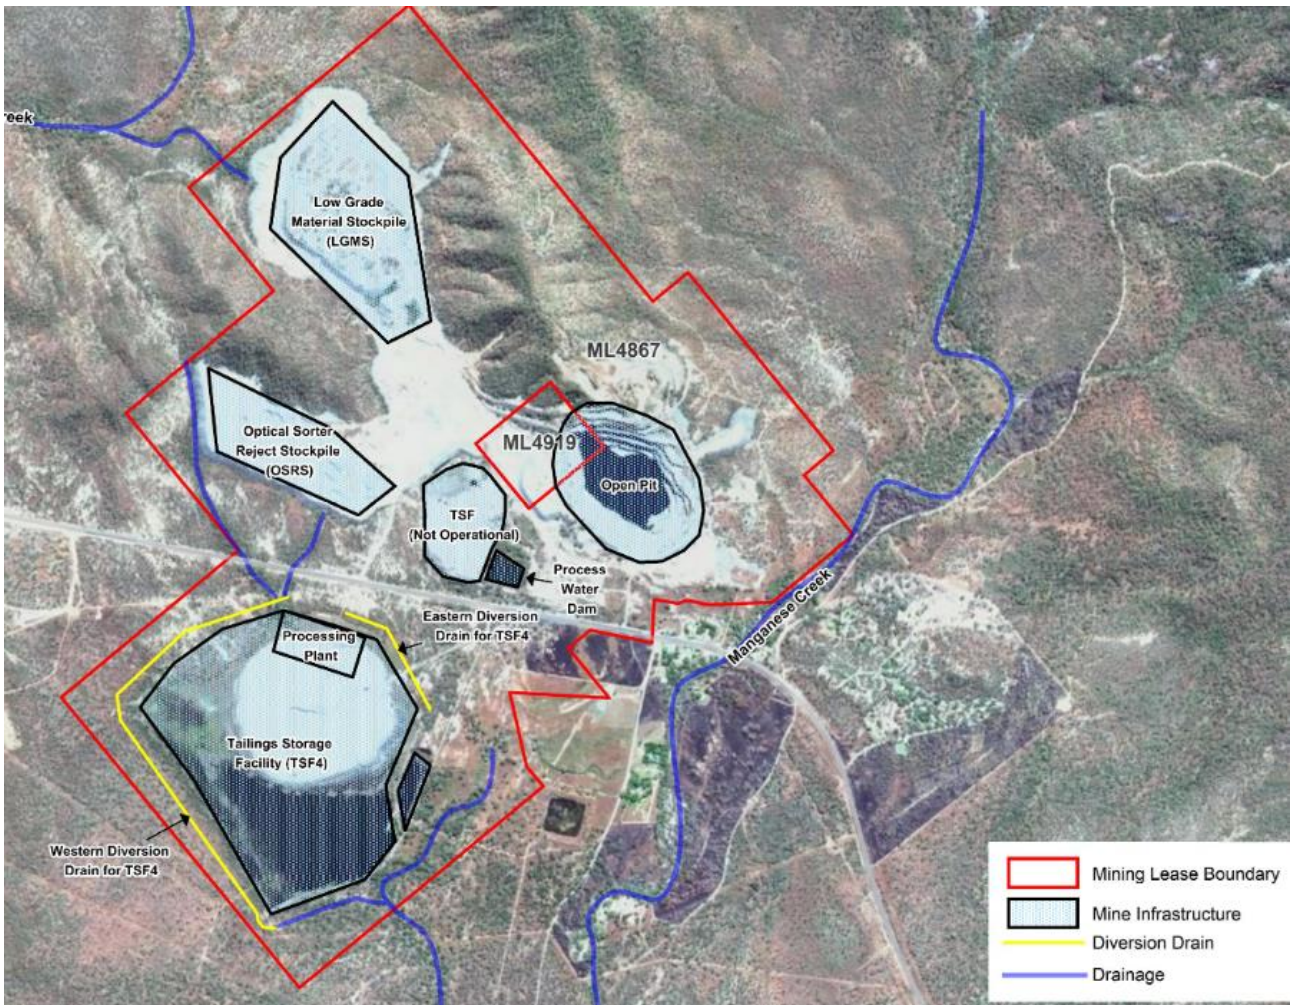 reek
Low Grade
Material Stockpile
(LGMS)
ML4867
Optical Sorter
Reject Stockpile
(OSRS)
ML4919
Open Pit
TSF
(Not Operational)
Process
Water
Dam
Manganese Creek
Eastern Diversion
Drain for TSF4
Processing
Plant
Tailings Storage
Facility (TSF4)
Western Diversion
Drain for TSF4
Mining Lease Boundary
Mine Infrastructure
Diversion Drain
Drainage